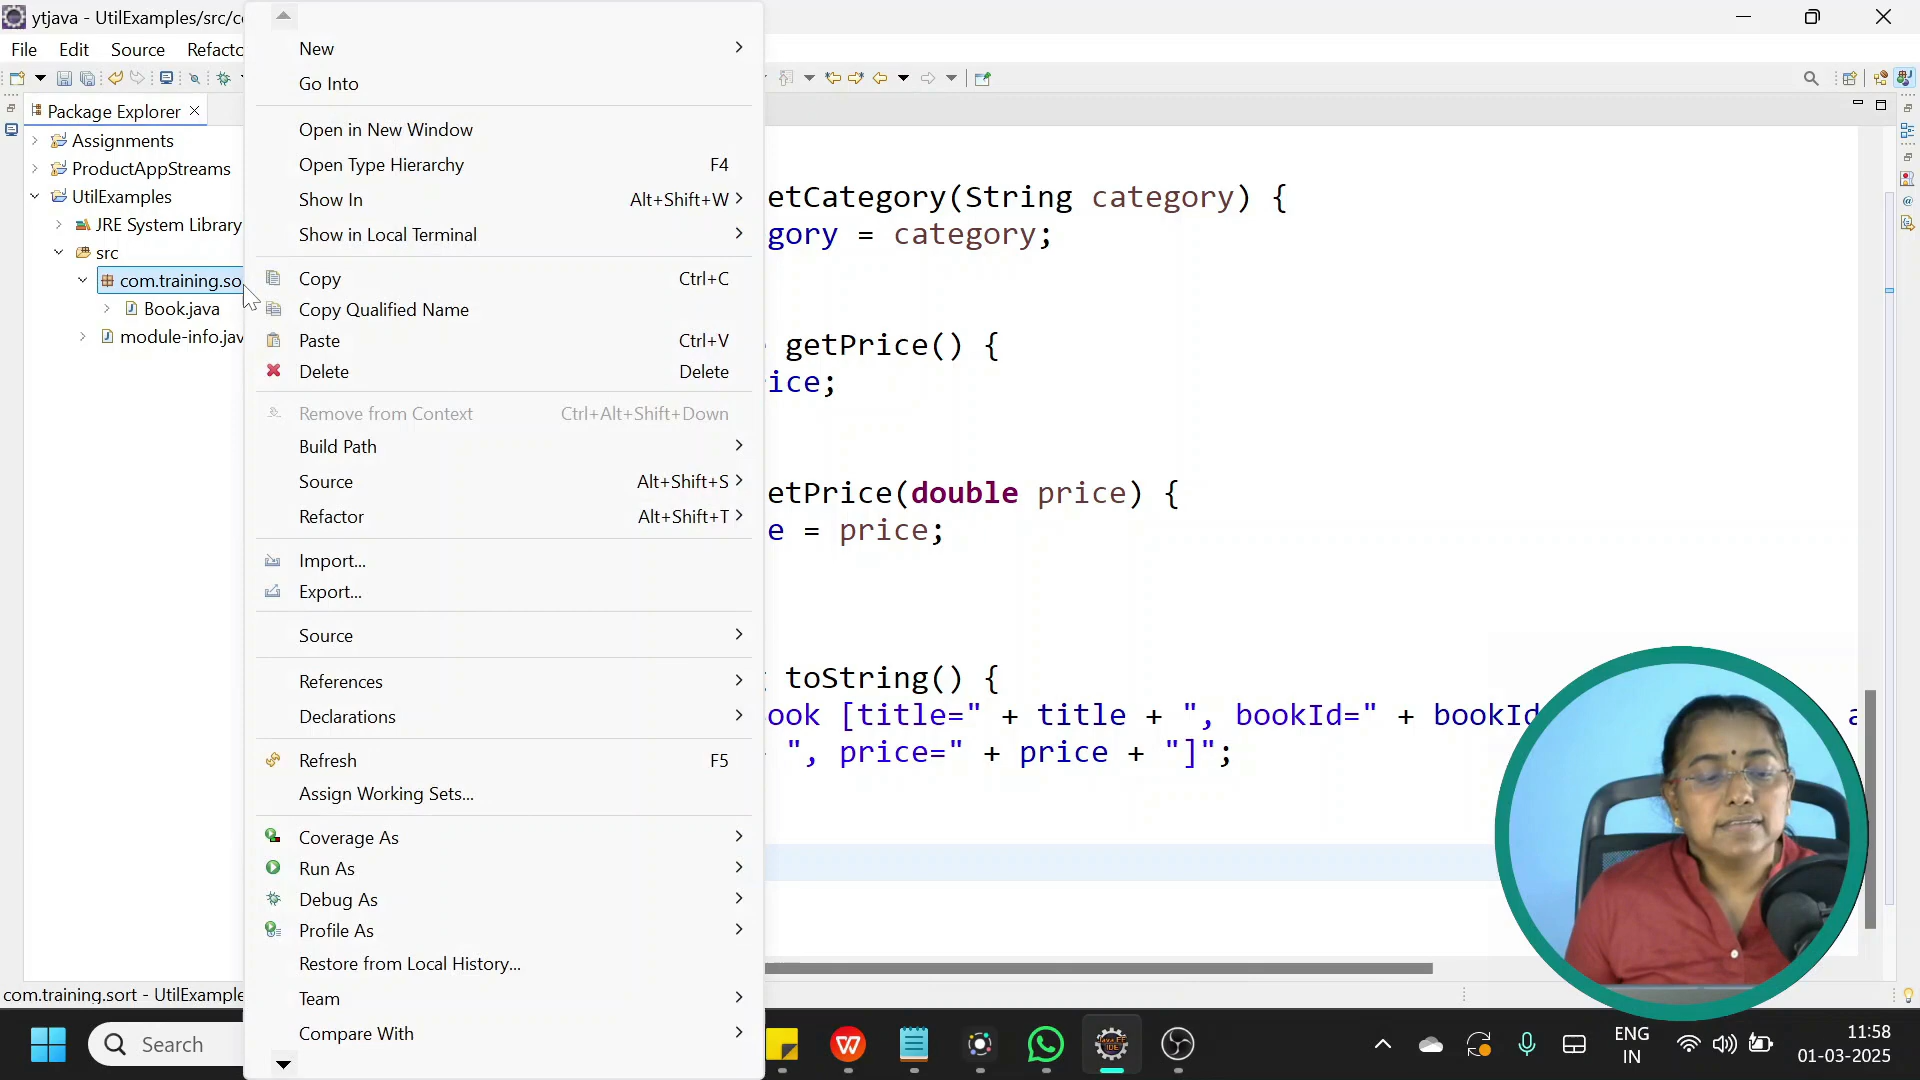 ytjava - UtilExamples/src/c
File Edit Source Refacto
Package Explorer
Assignments
ProductAppStreams
UtilExamples
JRE System Library
src
com.training.so
Book.java
module-info.jav
New
Go Into
Open in New Window
Open Type Hierarchy F4
Show In Alt+Shift+W
Show in Local Terminal
Copy Ctrl+C
Copy Qualified Name
Paste Ctrl+V
Delete Delete
Remove from Context Ctrl+Alt+Shift+Down
Build Path
Source Alt+Shift+S
Refactor Alt+Shift+T
Import...
Export...
Source
References
Declarations
Refresh F5
Assign Working Sets...
Coverage As
Run As
Debug As
Profile As
Restore from Local History...
Team
Compare With
etCategory(String category) {
gory = category;
getPrice() {
ice;
etPrice(double price) {
e = price;
toString() {
ook [title=" + title + ", bookId=" + bookId
", price=" + price + "]";
com.training.sort - UtilExample
Search
ENG
IN
11:58
01-03-2025